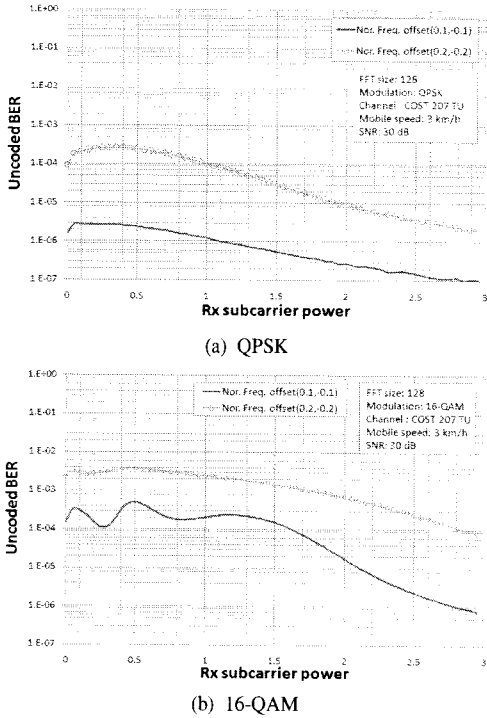 1.E+00
1.E-01
1.E-02
1.E-03
1.E-04
1.E-05
1.E-06
1.E-07
Uncoded BER
Nor. Freq. offset(0.1,-0.1)
Nor. Freq. offset(0.2,-0.2)
FFT size: 128
Modulation: QPSK
Channel : COST 207 TU
Mobile speed: 3 km/h
SNR: 30 dB
0 0.5 1 1.5 2 2.5 3
Rx subcarrier power
(a) QPSK
1.E+00
1.E-01
1.E-02
1.E-03
1.E-04
1.E-05
1.E-06
1.E-07
Uncoded BER
Nor. Freq. offset(0.1,-0.1)
Nor. Freq. offset(0.2,-0.2)
FFT size: 128
Modulation: 16-QAM
Channel : COST 207 TU
Mobile speed: 3 km/h
SNR: 30 dB
0 0.5 1 1.5 2 2.5 3
Rx subcarrier power
(b) 16-QAM